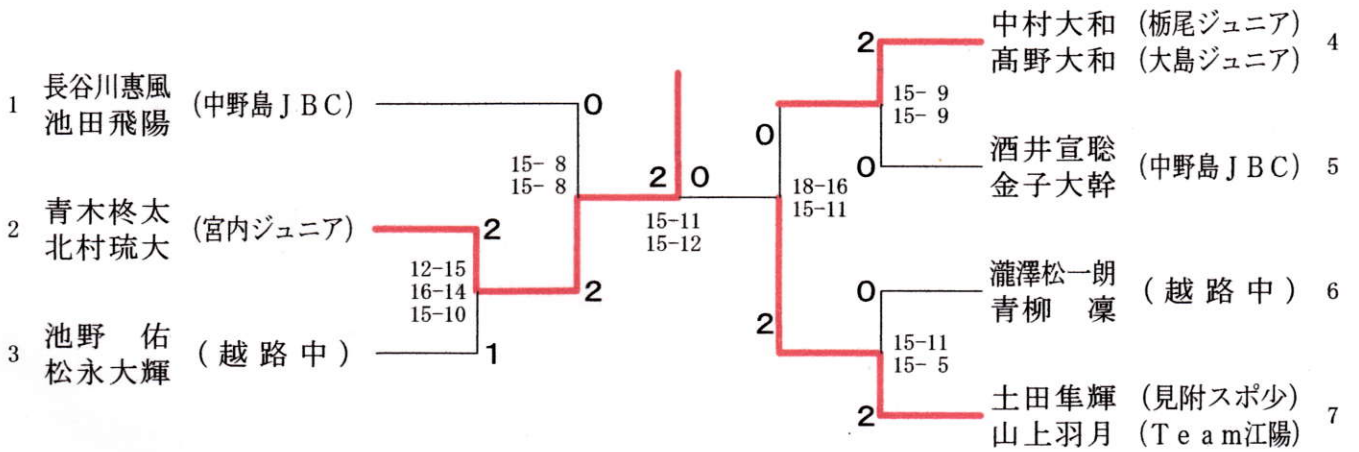 1 長谷川惠風 池田飛陽 (中野島ＪＢＣ) 0
15- 8
15- 8
2 青木柊太 北村琉大 (宮内ジュニア) 2
12-15
16-14
15-10
2
3 池野　佑 松永大輝 (越路中) 1
2 0
15-11
15-12
中村大和 (栃尾ジュニア)
髙野大和 (大島ジュニア)
4
2
15- 9
15- 9
0
0
酒井宣聡
金子大幹
(中野島ＪＢＣ) 5
18-16
15-11
2
瀧澤松一朗
青柳　凜
(越路中) 6
0
15-11
15- 5
2
土田隼輝 (見附スポ少)
山上羽月 (Ｔｅａｍ江陽)
7